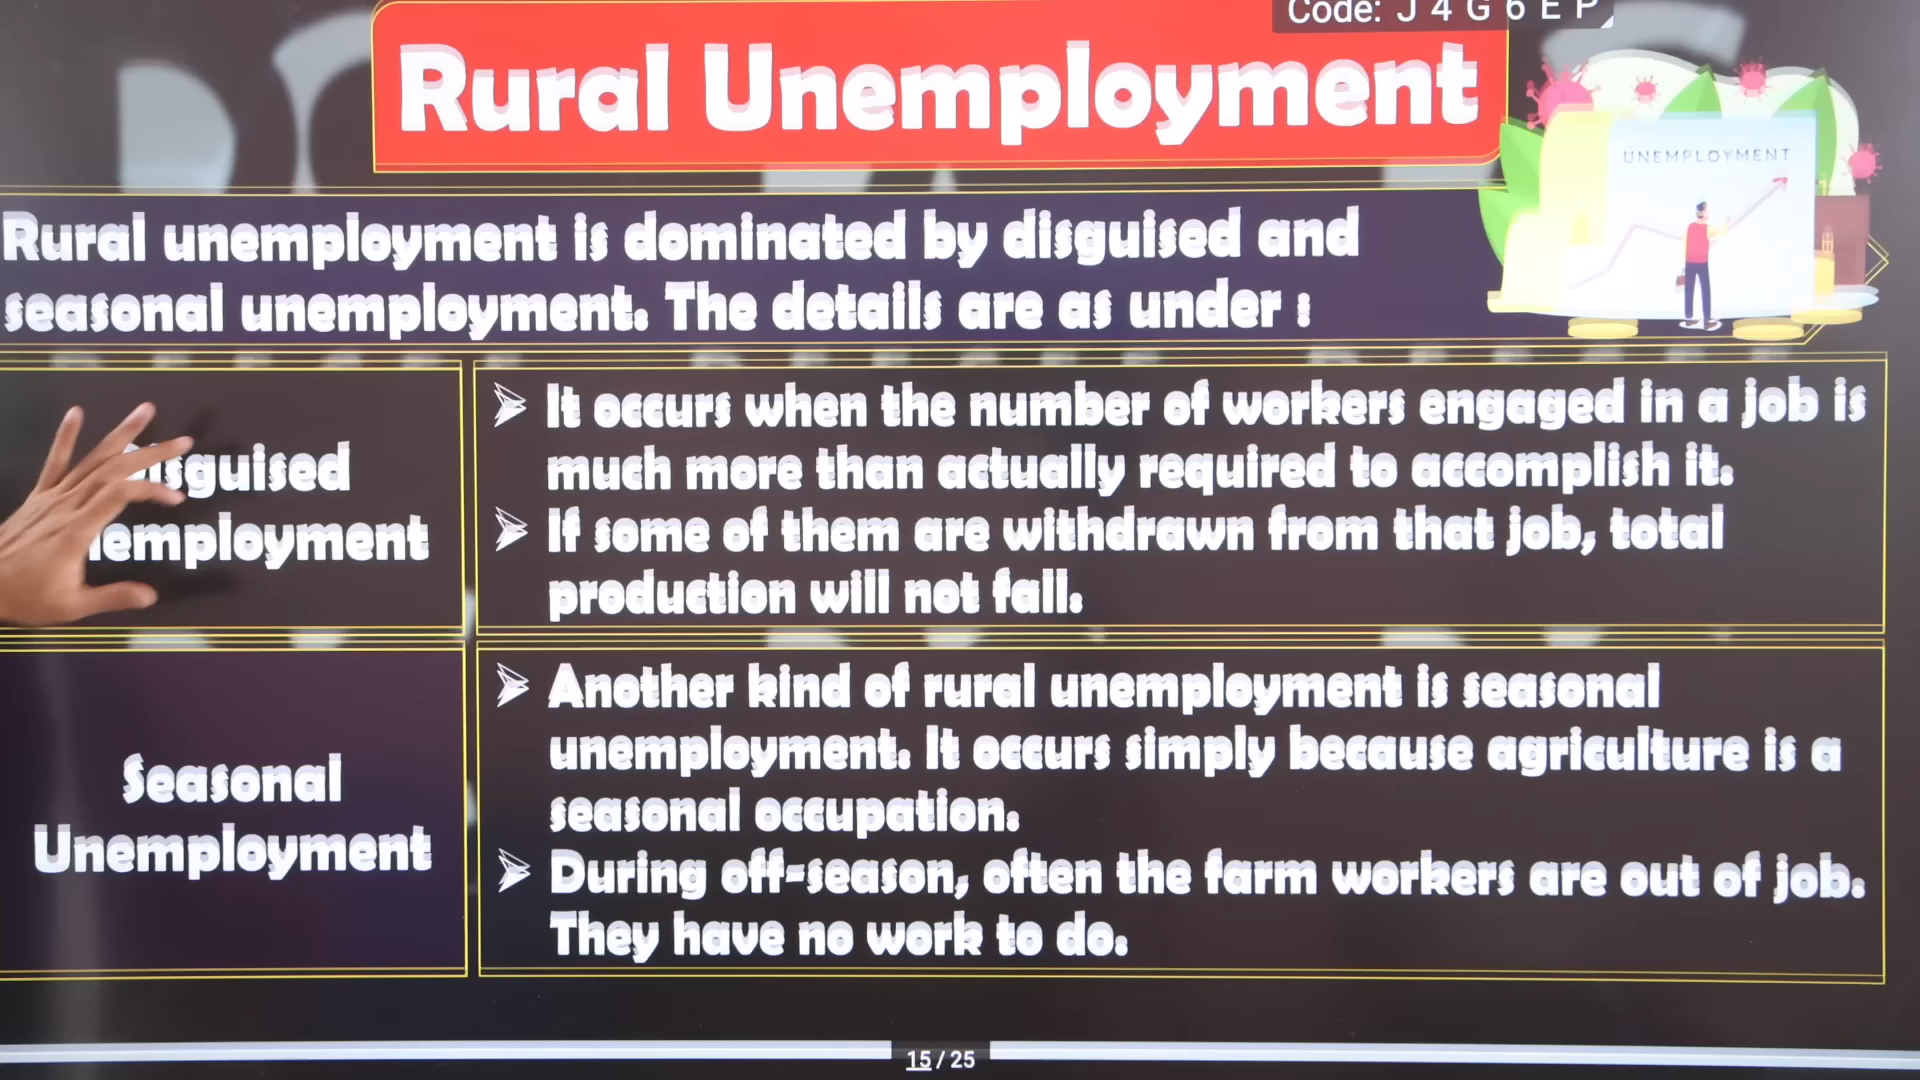 Code: J 4 G 6 E P
Rural Unemployment
UNEMPLOYMENT
Rural unemployment is dominated by disguised and
seasonal unemployment. The details are as under :
Disguised
Unemployment
➢ It occurs when the number of workers engaged in a job is
much more than actually required to accomplish it.
➢ If some of them are withdrawn from that job, total
production will not fall.
Seasonal
Unemployment
➢ Another kind of rural unemployment is seasonal
unemployment. It occurs simply because agriculture is a
seasonal occupation.
➢ During off-season, often the farm workers are out of job.
They have no work to do.
15 / 25